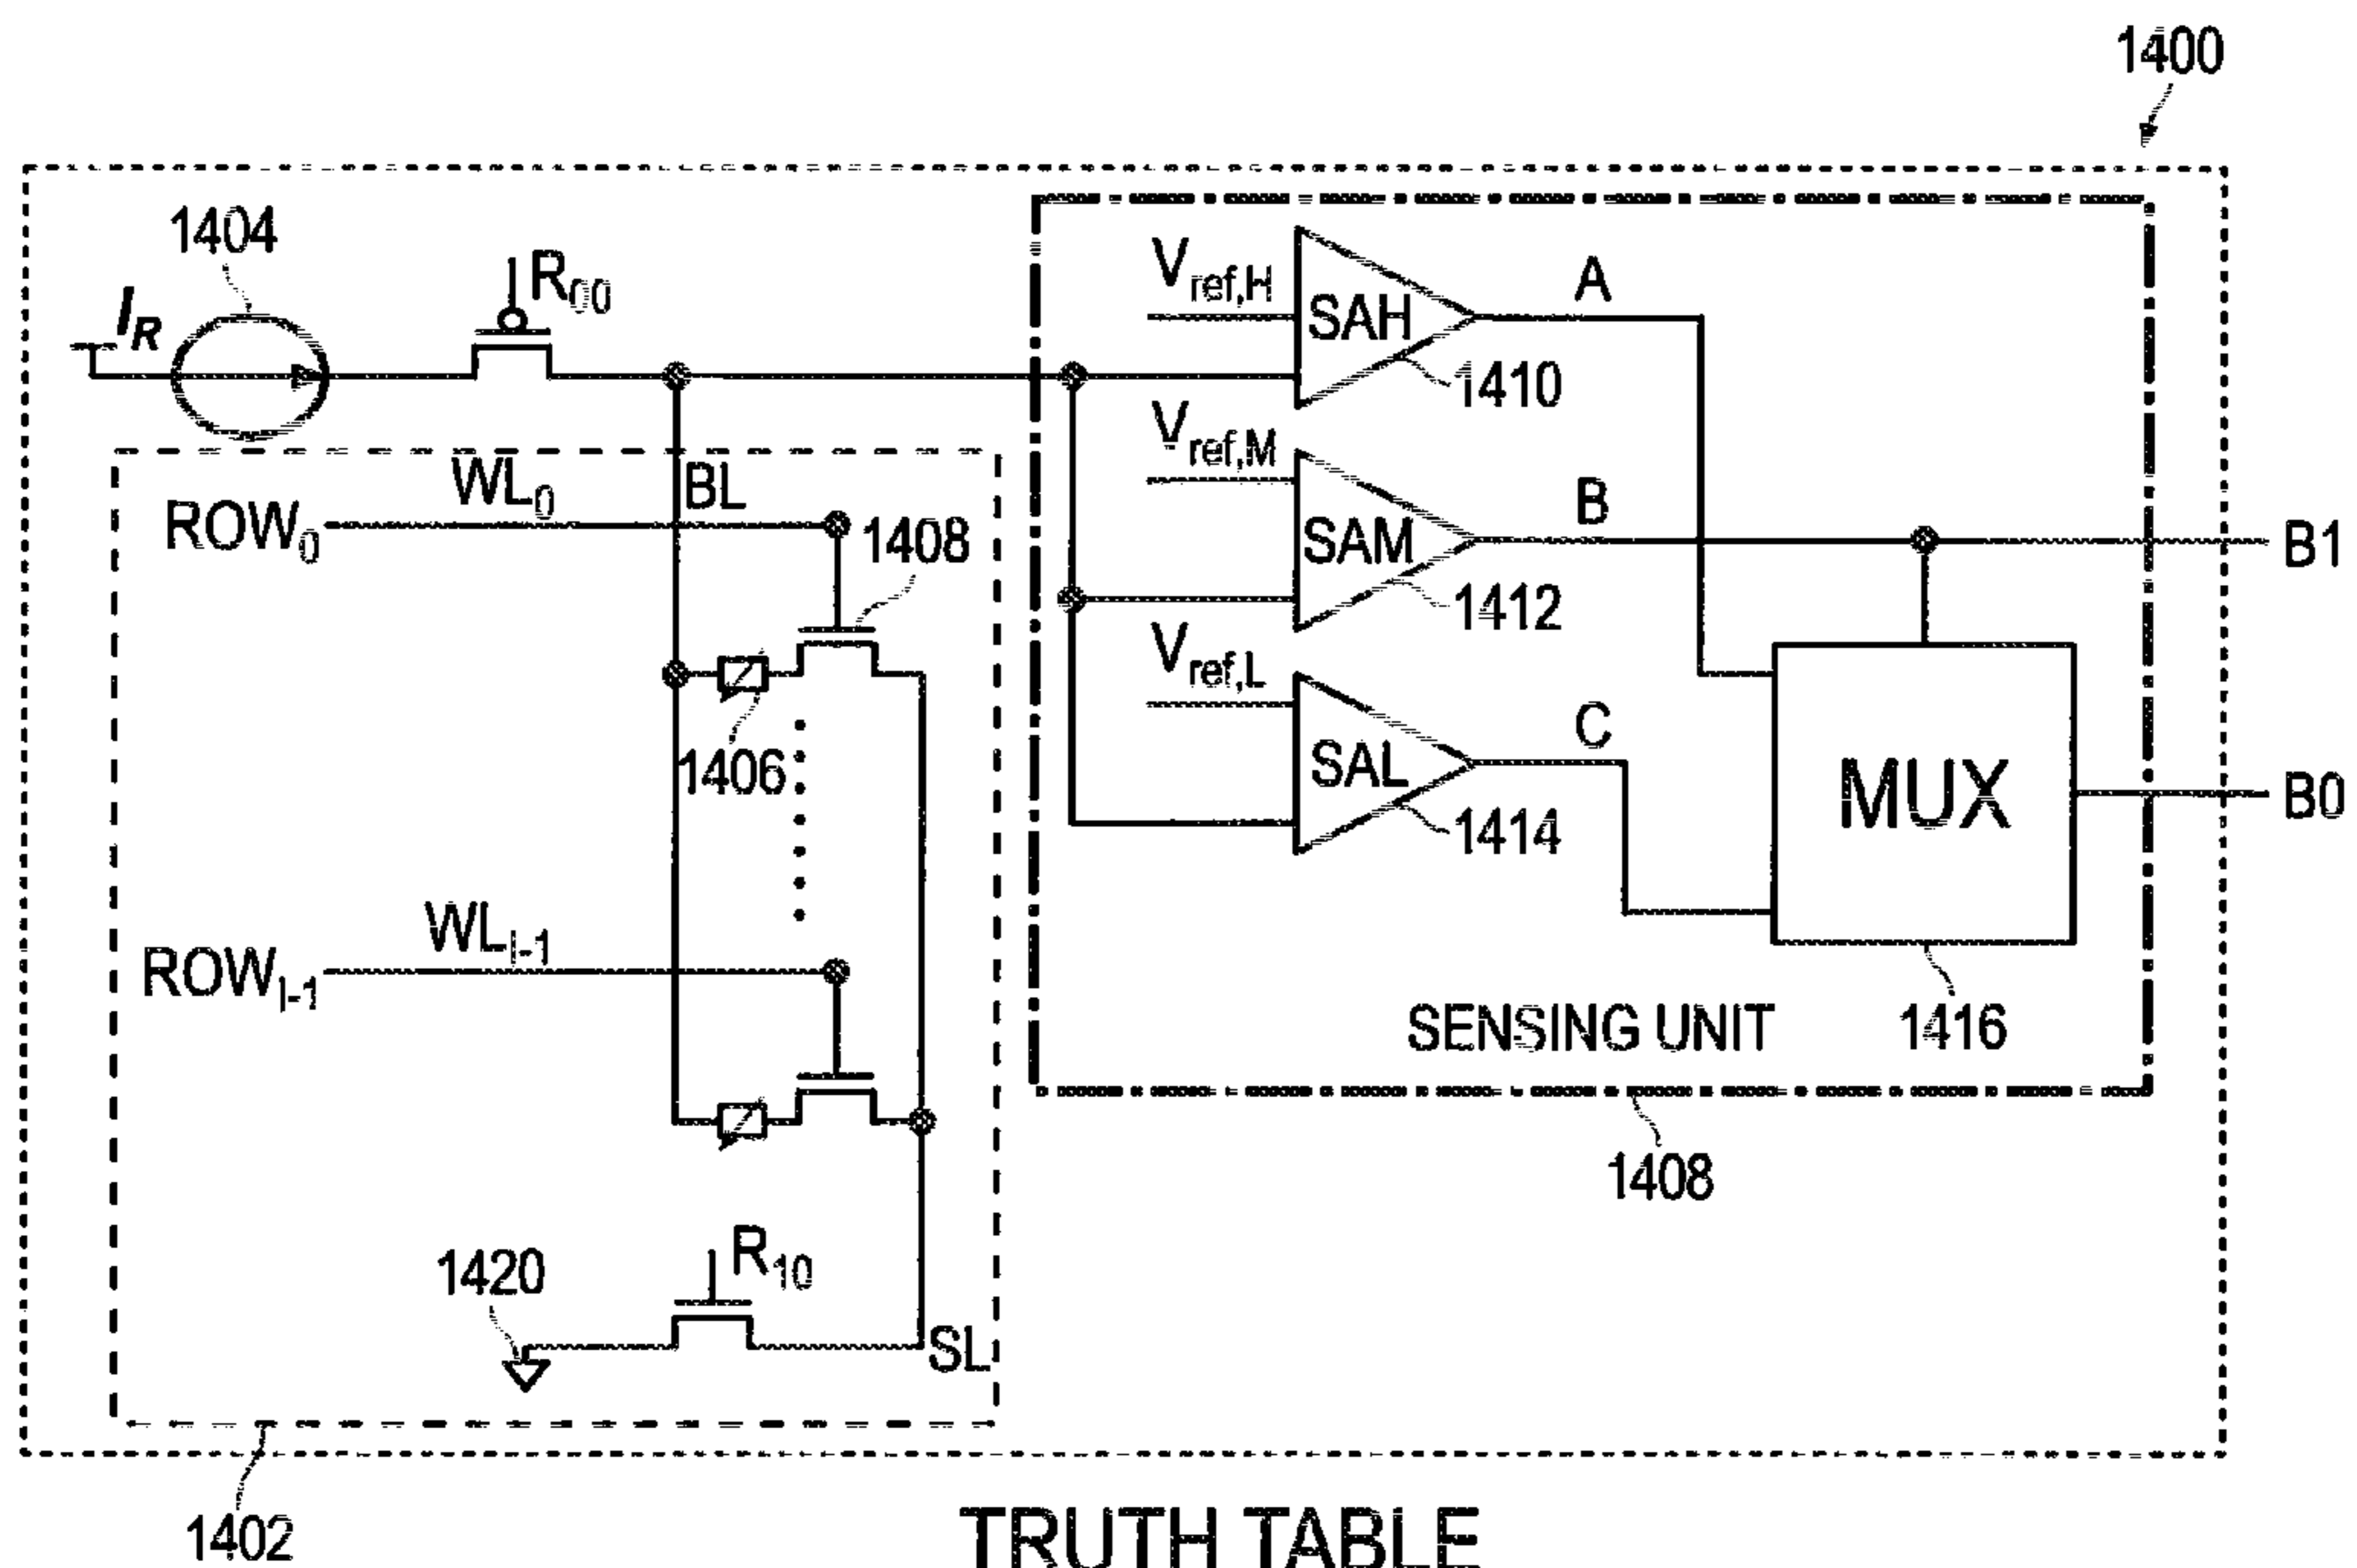 1400
1404
I_R
R_00
V_ref,H
SAH
A
1410
V_ref,M
WL_0
BL
ROW_0
1408
SAM
B
B1
1412
V_ref,L
1406
SAL
C
MUX
B0
1414
WL_I-1
ROW_I-1
SENSING UNIT
1416
1408
R_10
1420
SL
1402
TRUTH TABLE